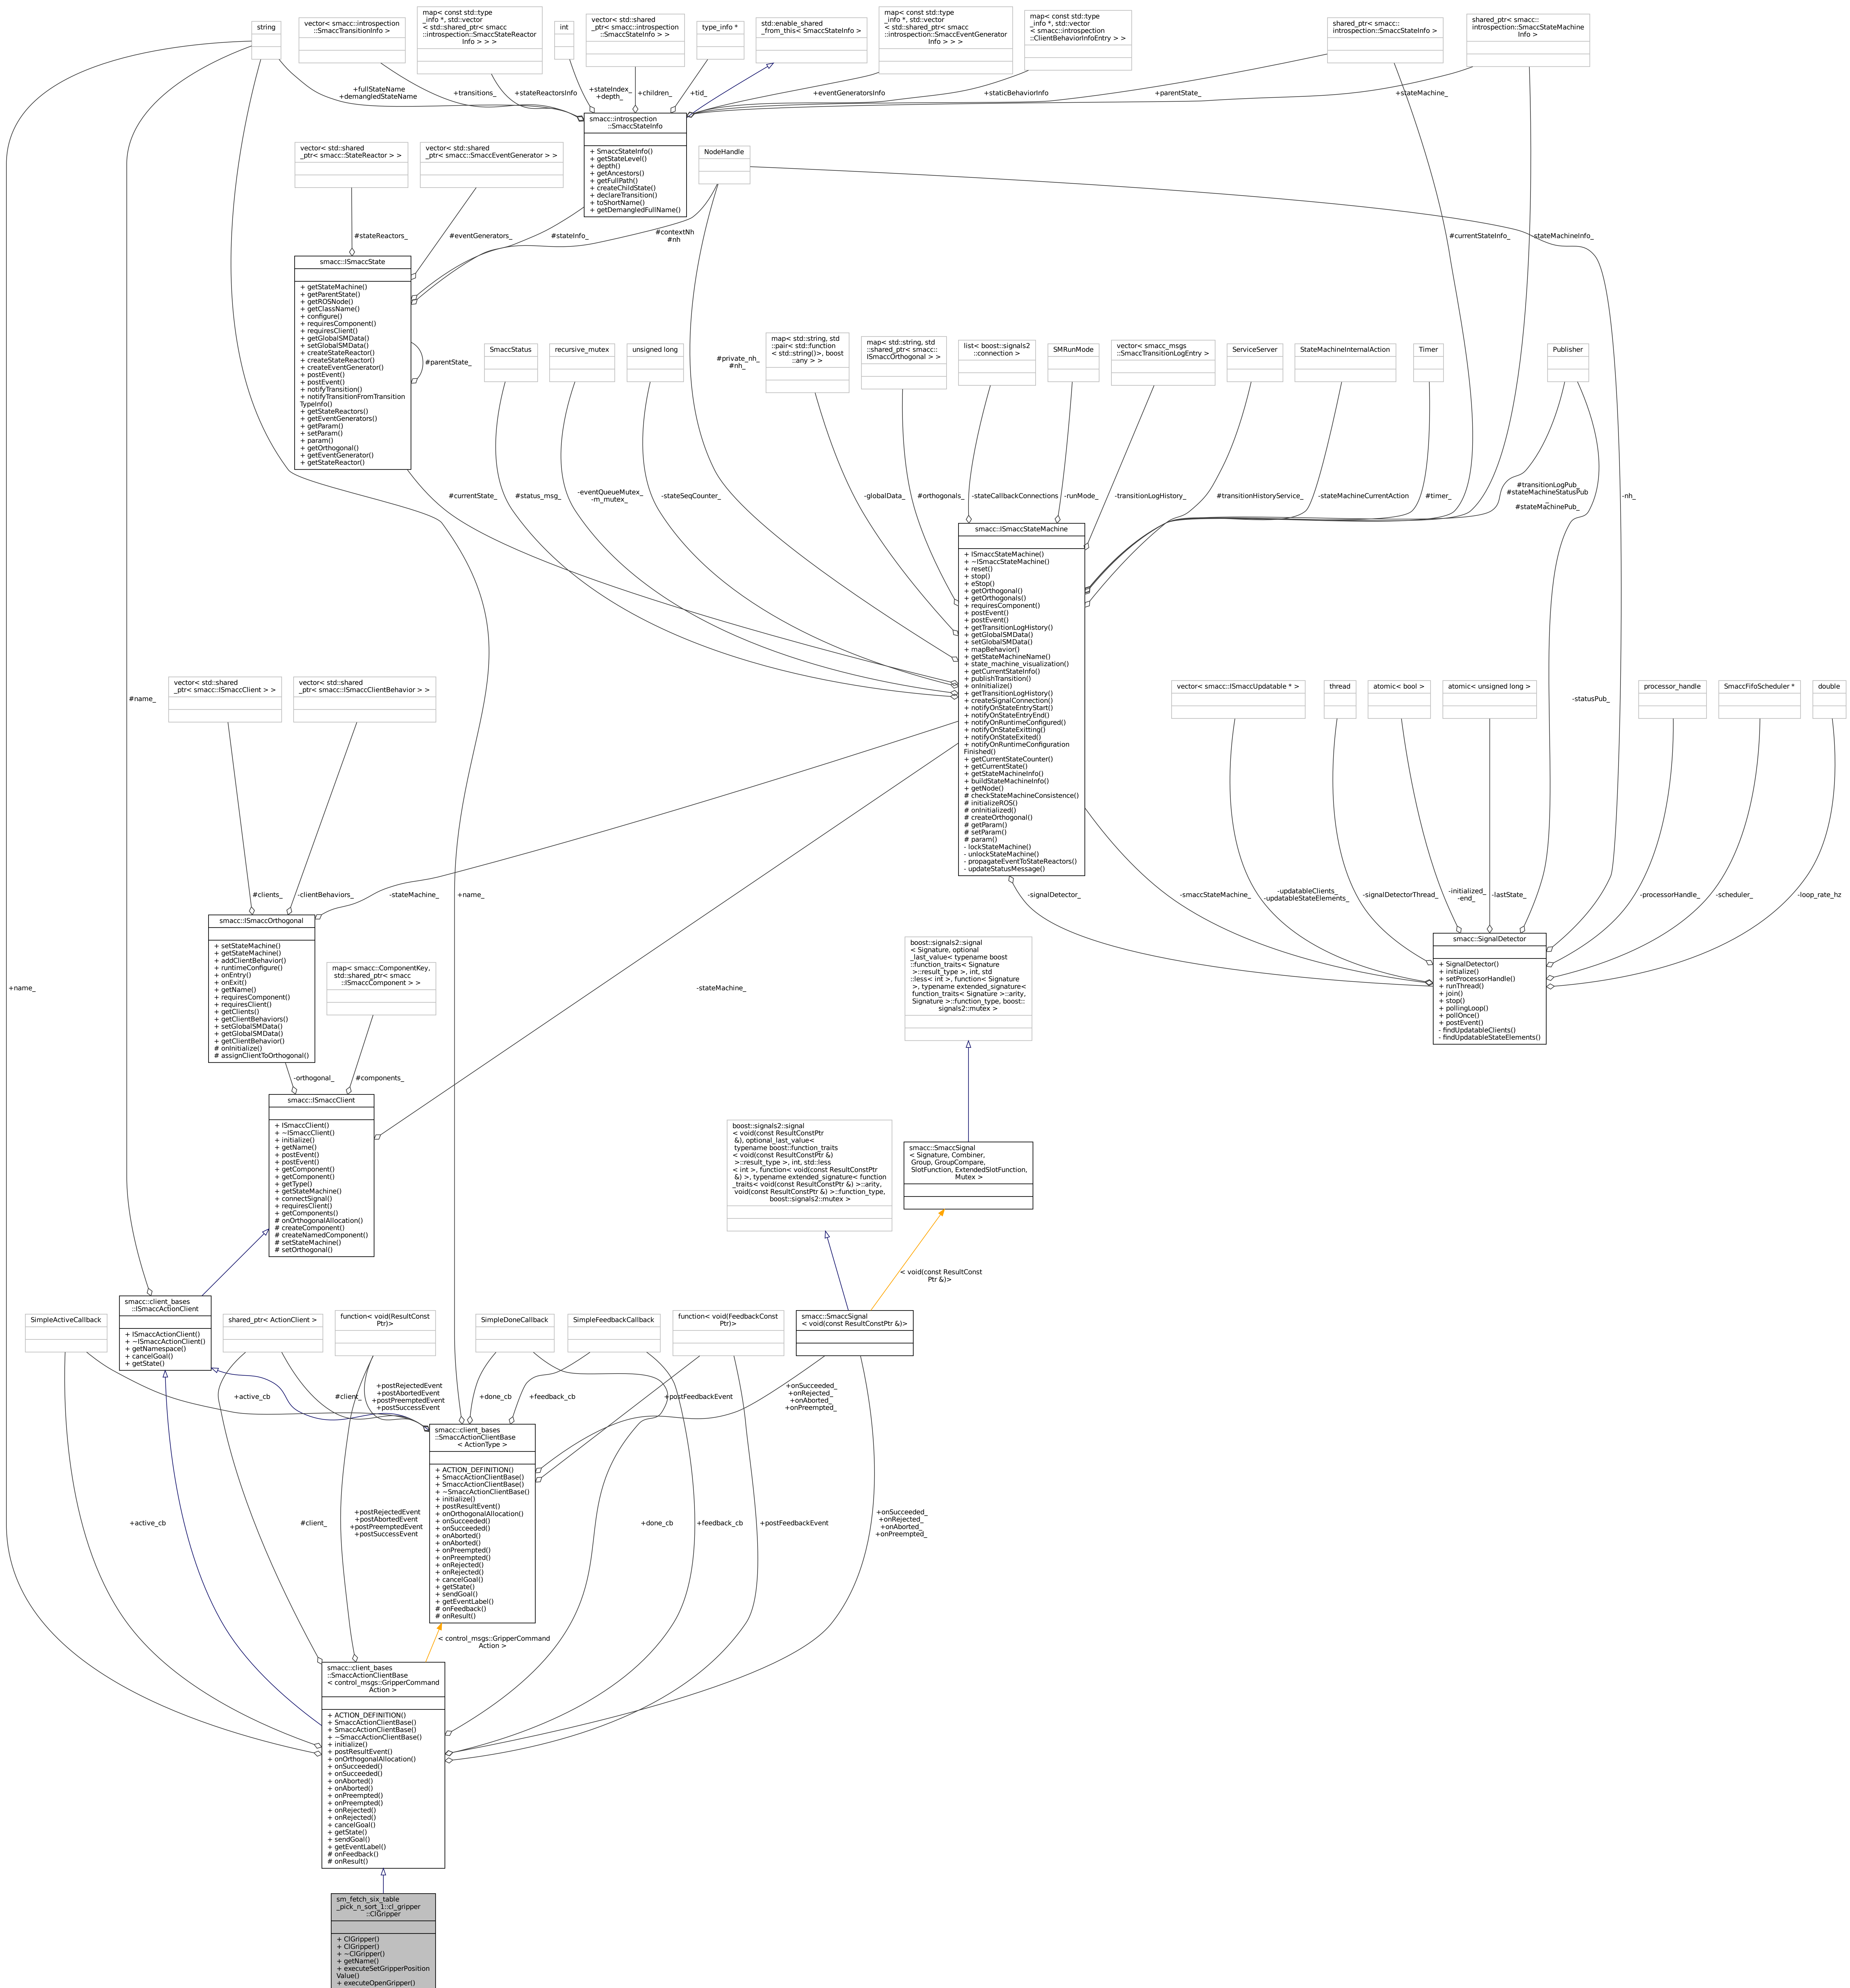 string
vector< smacc::introspection
::SmaccTransitionInfo >
map< const std::type
_info *, std::vector
< std::shared_ptr< smacc
::introspection::SmaccStateReactor
Info > > >
int
vector< std::shared
_ptr< smacc::introspection
::SmaccStateInfo > >
type_info *
std::enable_shared
_from_this< SmaccStateInfo >
map< const std::type
_info *, std::vector
< std::shared_ptr< smacc
::introspection::SmaccEventGenerator
Info > > >
map< const std::type
_info *, std::vector
< smacc::introspection
::ClientBehaviorInfoEntry > >
shared_ptr< smacc::
introspection::SmaccStateInfo >
shared_ptr< smacc::
introspection::SmaccStateMachine
Info >
+fullStateName
+demangledStateName
+transitions_
+stateReactorsInfo
+stateIndex_
+depth_
+children_
+tid_
+eventGeneratorsInfo
+staticBehaviorInfo
+parentState_
+stateMachine_
smacc::introspection
::SmaccStateInfo
+ SmaccStateInfo()
+ getStateLevel()
+ depth()
+ getAncestors()
+ getFullPath()
+ createChildState()
+ declareTransition()
+ toShortName()
+ getDemangledFullName()
vector< std::shared
_ptr< smacc::StateReactor > >
vector< std::shared
_ptr< smacc::SmaccEventGenerator > >
NodeHandle
#stateReactors_
#eventGenerators_
#stateInfo_
#contextNh
#nh
#currentStateInfo_
-stateMachineInfo_
smacc::ISmaccState
+ getStateMachine()
+ getParentState()
+ getROSNode()
+ getClassName()
+ configure()
+ requiresComponent()
+ requiresClient()
+ getGlobalSMData()
+ setGlobalSMData()
+ createStateReactor()
+ createStateReactor()
+ createEventGenerator()
+ postEvent()
+ postEvent()
+ notifyTransition()
+ notifyTransitionFromTransition
TypeInfo()
+ getStateReactors()
+ getEventGenerators()
+ getParam()
+ setParam()
+ param()
+ getOrthogonal()
+ getEventGenerator()
+ getStateReactor()
#parentState_
SmaccStatus
recursive_mutex
unsigned long
#private_nh_
#nh_
map< std::string, std
::pair< std::function
< std::string()>, boost
::any > >
map< std::string, std
::shared_ptr< smacc::
ISmaccOrthogonal > >
list< boost::signals2
::connection >
SMRunMode
vector< smacc_msgs
::SmaccTransitionLogEntry >
ServiceServer
StateMachineInternalAction
Timer
Publisher
#currentState_
#status_msg_
-eventQueueMutex_
-m_mutex_
-stateSeqCounter_
-globalData_
#orthogonals_
-stateCallbackConnections
-runMode_
-transitionLogHistory_
#transitionHistoryService_
-stateMachineCurrentAction
#timer_
#transitionLogPub_
#stateMachineStatusPub
_
#stateMachinePub_
-nh_
smacc::ISmaccStateMachine
+ ISmaccStateMachine()
+ ~ISmaccStateMachine()
+ reset()
+ stop()
+ eStop()
+ getOrthogonal()
+ getOrthogonals()
+ requiresComponent()
+ postEvent()
+ postEvent()
+ getTransitionLogHistory()
+ getGlobalSMData()
+ setGlobalSMData()
+ mapBehavior()
+ getStateMachineName()
+ state_machine_visualization()
+ getCurrentStateInfo()
+ publishTransition()
+ onInitialize()
+ getTransitionLogHistory()
+ createSignalConnection()
+ notifyOnStateEntryStart()
+ notifyOnStateEntryEnd()
+ notifyOnRuntimeConfigured()
+ notifyOnStateExitting()
+ notifyOnStateExited()
+ notifyOnRuntimeConfiguration
Finished()
+ getCurrentStateCounter()
+ getCurrentState()
+ getStateMachineInfo()
+ buildStateMachineInfo()
+ getNode()
# checkStateMachineConsistence()
# initializeROS()
# onInitialized()
# createOrthogonal()
# getParam()
# setParam()
# param()
- lockStateMachine()
- unlockStateMachine()
- propagateEventToStateReactors()
- updateStatusMessage()
#name_
vector< std::shared
_ptr< smacc::ISmaccClient > >
vector< std::shared
_ptr< smacc::ISmaccClientBehavior > >
vector< smacc::ISmaccUpdatable * >
thread
atomic< bool >
atomic< unsigned long >
processor_handle
SmaccFifoScheduler *
double
-statusPub_
#clients_
-clientBehaviors_
-stateMachine_
+name_
-signalDetector_
-smaccStateMachine_
-updatableClients_
-updatableStateElements_
-signalDetectorThread_
-initialized_
-end_
-lastState_
-processorHandle_
-scheduler_
-loop_rate_hz
smacc::ISmaccOrthogonal
+ setStateMachine()
+ getStateMachine()
+ addClientBehavior()
+ runtimeConfigure()
+ onEntry()
+ onExit()
+ getName()
+ requiresComponent()
+ requiresClient()
+ getClients()
+ getClientBehaviors()
+ setGlobalSMData()
+ getGlobalSMData()
+ getClientBehavior()
# onInitialize()
# assignClientToOrthogonal()
map< smacc::ComponentKey,
std::shared_ptr< smacc
::ISmaccComponent > >
+name_
-stateMachine_
boost::signals2::signal
< Signature, optional
_last_value< typename boost
::function_traits< Signature
>::result_type >, int, std
::less< int >, function< Signature
>, typename extended_signature<
function_traits< Signature >::arity,
Signature >::function_type, boost::
signals2::mutex >
smacc::SignalDetector
+ SignalDetector()
+ initialize()
+ setProcessorHandle()
+ runThread()
+ join()
+ stop()
+ pollingLoop()
+ pollOnce()
+ postEvent()
- findUpdatableClients()
- findUpdatableStateElements()
-orthogonal_
#components_
smacc::ISmaccClient
+ ISmaccClient()
+ ~ISmaccClient()
+ initialize()
+ getName()
+ postEvent()
+ postEvent()
+ getComponent()
+ getComponent()
+ getType()
+ getStateMachine()
+ connectSignal()
+ requiresClient()
+ getComponents()
# onOrthogonalAllocation()
# createComponent()
# createNamedComponent()
# setStateMachine()
# setOrthogonal()
boost::signals2::signal
< void(const ResultConstPtr
&), optional_last_value<
typename boost::function_traits
< void(const ResultConstPtr &)
>::result_type >, int, std::less
< int >, function< void(const ResultConstPtr
&) >, typename extended_signature< function
_traits< void(const ResultConstPtr &) >::arity,
void(const ResultConstPtr &) >::function_type,
boost::signals2::mutex >
smacc::SmaccSignal
< Signature, Combiner,
Group, GroupCompare,
SlotFunction, ExtendedSlotFunction,
Mutex >
< void(const ResultConst
Ptr &)>
smacc::client_bases
::ISmaccActionClient
+ ISmaccActionClient()
+ ~ISmaccActionClient()
+ getNamespace()
+ cancelGoal()
+ getState()
SimpleActiveCallback
shared_ptr< ActionClient >
function< void(ResultConst
Ptr)>
SimpleDoneCallback
SimpleFeedbackCallback
function< void(FeedbackConst
Ptr)>
smacc::SmaccSignal
< void(const ResultConstPtr &)>
+active_cb
#client_
+postRejectedEvent
+postAbortedEvent
+postPreemptedEvent
+postSuccessEvent
+done_cb
+feedback_cb
+postFeedbackEvent
+onSucceeded_
+onRejected_
+onAborted_
+onPreempted_
smacc::client_bases
::SmaccActionClientBase
< ActionType >
+ ACTION_DEFINITION()
+ SmaccActionClientBase()
+ SmaccActionClientBase()
+ ~SmaccActionClientBase()
+ initialize()
+ postResultEvent()
+ onOrthogonalAllocation()
+ onSucceeded()
+ onSucceeded()
+ onAborted()
+ onAborted()
+ onPreempted()
+ onPreempted()
+ onRejected()
+ onRejected()
+ cancelGoal()
+ getState()
+ sendGoal()
+ getEventLabel()
# onFeedback()
# onResult()
+active_cb
#client_
+postRejectedEvent
+postAbortedEvent
+postPreemptedEvent
+postSuccessEvent
+done_cb
+feedback_cb
+postFeedbackEvent
+onSucceeded_
+onRejected_
+onAborted_
+onPreempted_
< control_msgs::GripperCommand
Action >
smacc::client_bases
::SmaccActionClientBase
< control_msgs::GripperCommand
Action >
+ ACTION_DEFINITION()
+ SmaccActionClientBase()
+ SmaccActionClientBase()
+ ~SmaccActionClientBase()
+ initialize()
+ postResultEvent()
+ onOrthogonalAllocation()
+ onSucceeded()
+ onSucceeded()
+ onAborted()
+ onAborted()
+ onPreempted()
+ onPreempted()
+ onRejected()
+ onRejected()
+ cancelGoal()
+ getState()
+ sendGoal()
+ getEventLabel()
# onFeedback()
# onResult()
sm_fetch_six_table
_pick_n_sort_1::cl_gripper
::ClGripper
+ ClGripper()
+ ClGripper()
+ ~ClGripper()
+ getName()
+ executeSetGripperPosition
Value()
+ executeOpenGripper()